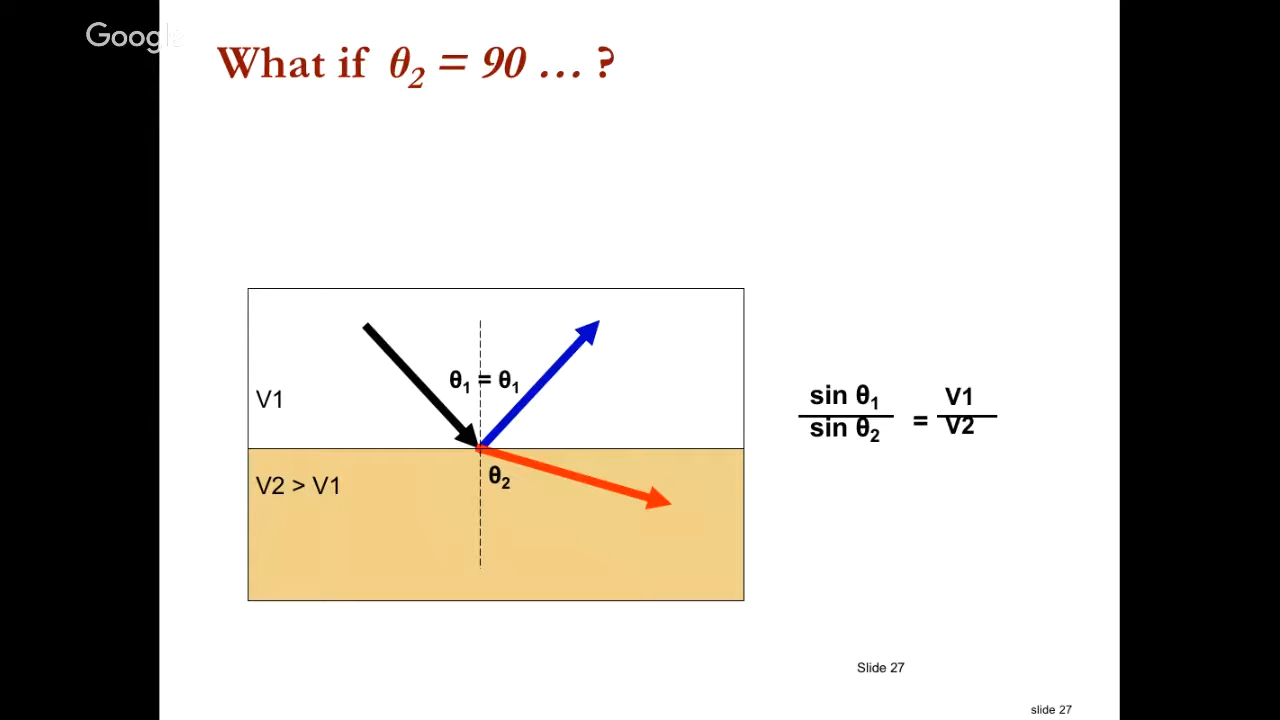 Google
What if θ₂ = 90 … ?
θ₁ = θ₁
V1
sin θ₁ = V1
sin θ₂ V2
θ₂
V2 > V1
Slide 27
slide 27